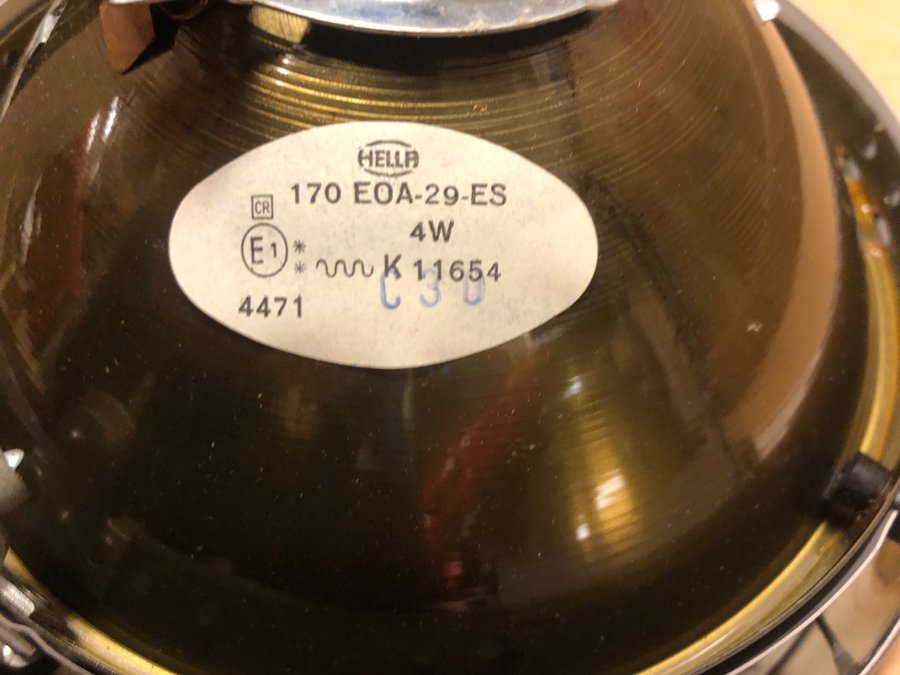 HELLA
170 EOA-29-ES
CR
4W
E1 *
* K 11654
C30
4471